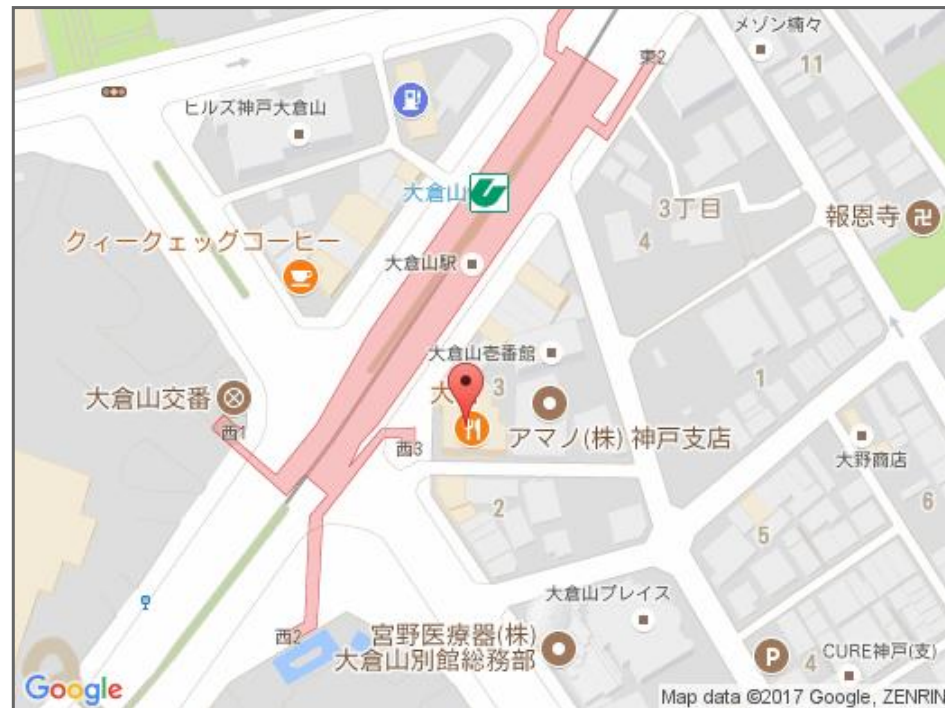 メゾン楠々
東2
11
ヒルズ神戸大倉山
大倉山
3丁目
4
報恩寺
クィークェッグコーヒー
大倉山駅
大倉山壱番館
大
3
1
大倉山交番
西1
西3
アマノ(株) 神戸支店
大野商店
2
5
6
大倉山プレイス
西2
宮野医療器(株)
大倉山別館総務部
P
4
CURE神戸(支)
Google
Map data ©2017 Google, ZENRIN